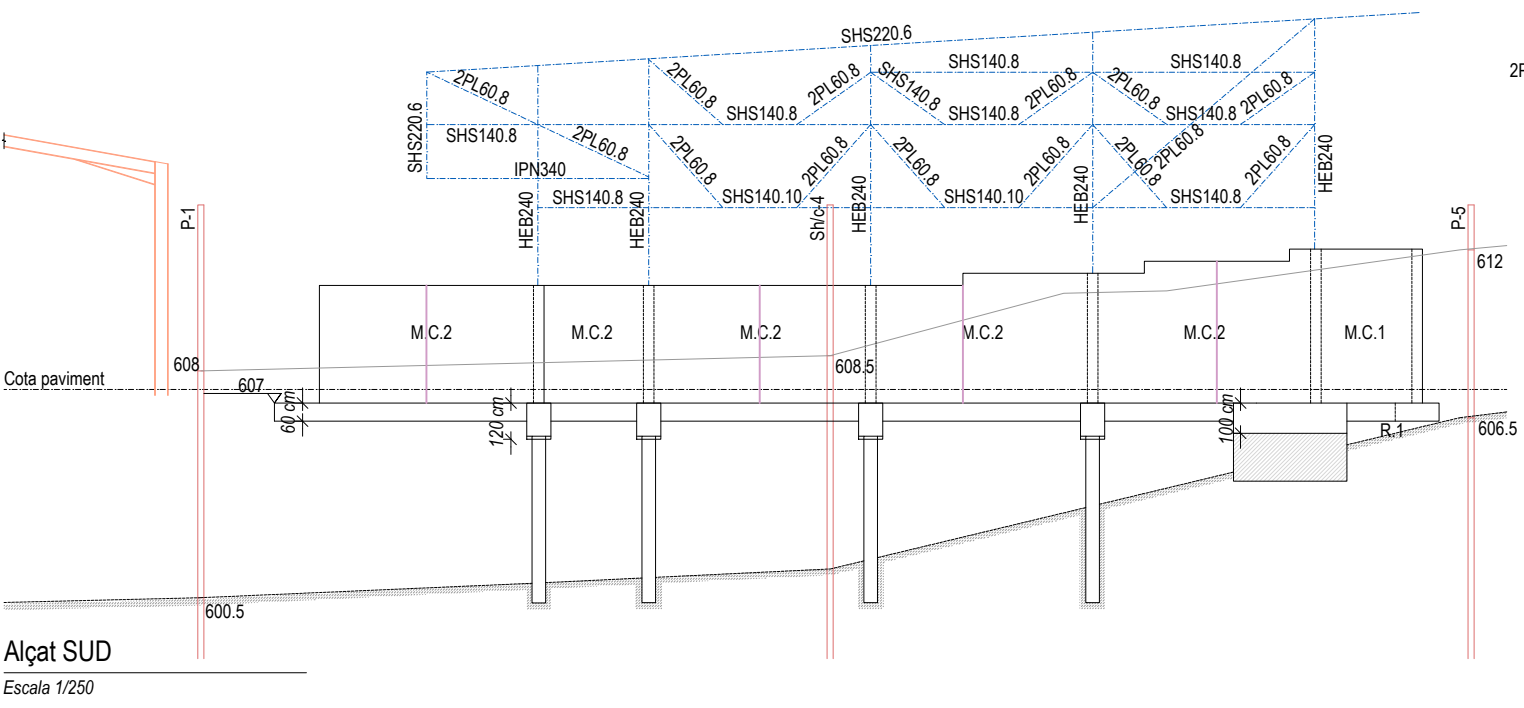 SHS220.6
2PL60.8
2PL60.8
2PL60.8
SHS140.8
SHS140.8
2PL60.8
2PL60.8
SHS140.8
2PL60.8
SHS220.6
SHS140.8
2PL60.8
IPN340
SHS140.8
SHS140.8
SHS140.8
2PL60.8
2PL60.8
2PL60.8
2PL60.8
2PL60.8
2PL60.8
2PL60.8
HEB240
SHS140.8
HEB240
SHS140.10
Sh/c-4
HEB240
SHS140.10
HEB240
SHS140.8
HEB240
P-1
P-5
612
M.C.2
M.C.2
M.C.2
M.C.2
M.C.2
M.C.1
608
608.5
Cota paviment
607
60 cm
120 cm
100 cm
R.1
606.5
600.5
Alçat SUD
Escala 1/250